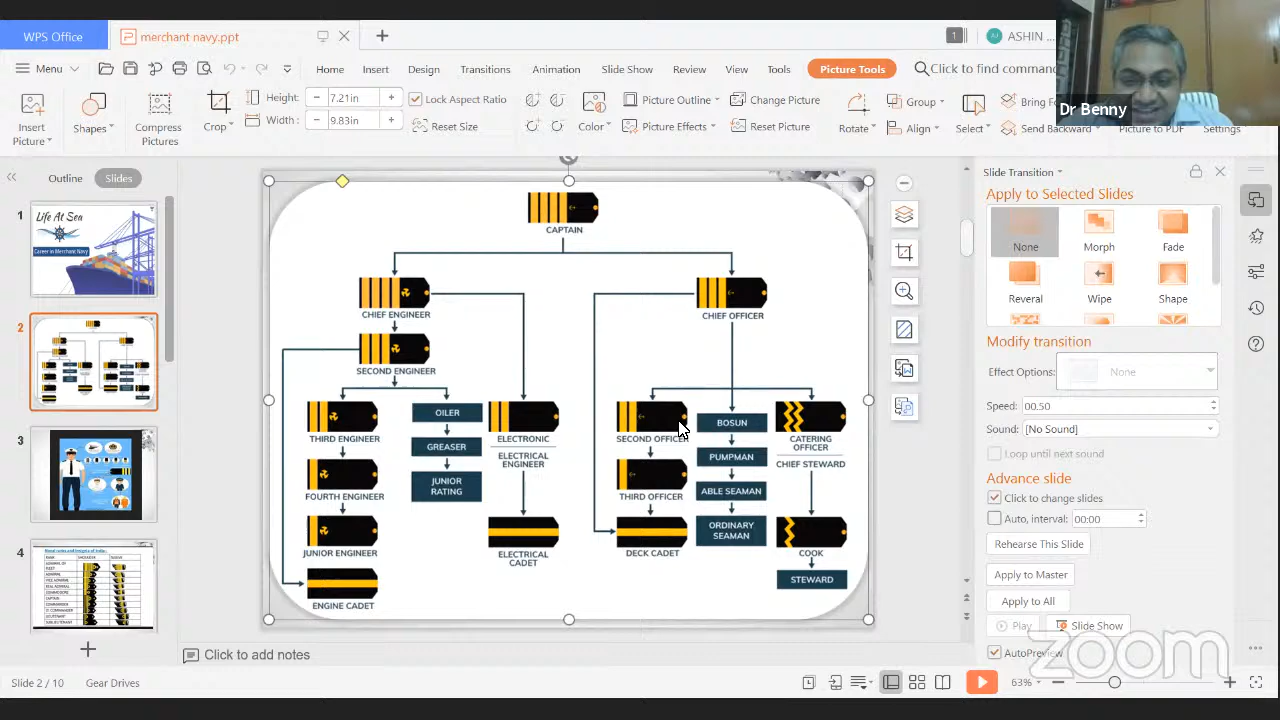 WPS Office
merchant navy.ppt
1
AJ
ASHIN ...
Menu
Home
Insert
Design
Transitions
Animation
Slide Show
Review
View
Tools
Picture Tools
Click to find command
Insert
Picture
Shapes
Compress
Pictures
Crop
Height:
7.21in
Width :
9.83in
Lock Aspect Ratio
Reset Size
Color
Picture Outline
Picture Effects
Change Picture
Reset Picture
Rotate
Group
Align
Select
Bring Fo
Send Backward
Picture to PDF
Settings
Dr Benny
Outline
Slides
1
Life At Sea
Career in Merchant Navy
2
3
4
CAPTAIN
CHIEF ENGINEER
CHIEF OFFICER
SECOND ENGINEER
THIRD ENGINEER
OILER
GREASER
JUNIOR
RATING
ELECTRONIC
ELECTRICAL
ENGINEER
SECOND OFFICER
BOSUN
PUMPMAN
ABLE SEAMAN
ORDINARY
SEAMAN
CATERING
OFFICER
CHIEF STEWARD
FOURTH ENGINEER
THIRD OFFICER
JUNIOR ENGINEER
ELECTRICAL
CADET
DECK CADET
COOK
STEWARD
ENGINE CADET
Slide Transition
Apply to Selected Slides
None
Morph
Fade
Reveral
Wipe
Shape
Modify transition
Effect Options:
None
Speed:
00.50
Sound:
[No Sound]
Loop until next sound
Advance slide
Click to change slides
Auto, interval:
00:00
Rehearse This Slide
Apply to Master
Apply to All
Play
Slide Show
AutoPreview
zoom
Click to add notes
Slide 2 / 10
Gear Drives
63%